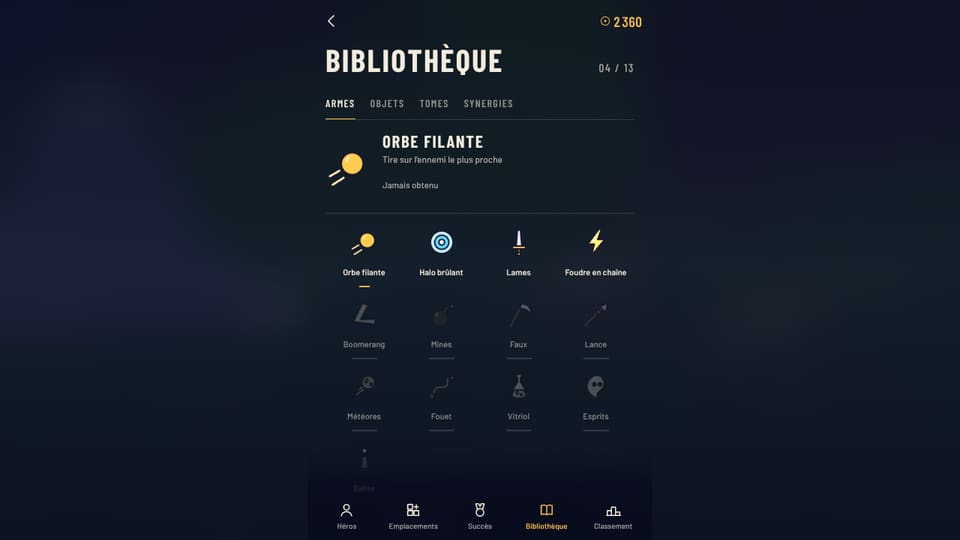 2 360
BIBLIOTHÈQUE
04 / 13
ARMES OBJETS TOMES SYNERGIES
ORBE FILANTE
Tire sur l'ennemi le plus proche
Jamais obtenu
Orbe filante Halo brûlant Lames Foudre en chaîne
Boomerang Mines Faux Lance
Météores Fouet Vitriol Esprits
Héros Emplacements Succès Bibliothèque Classement